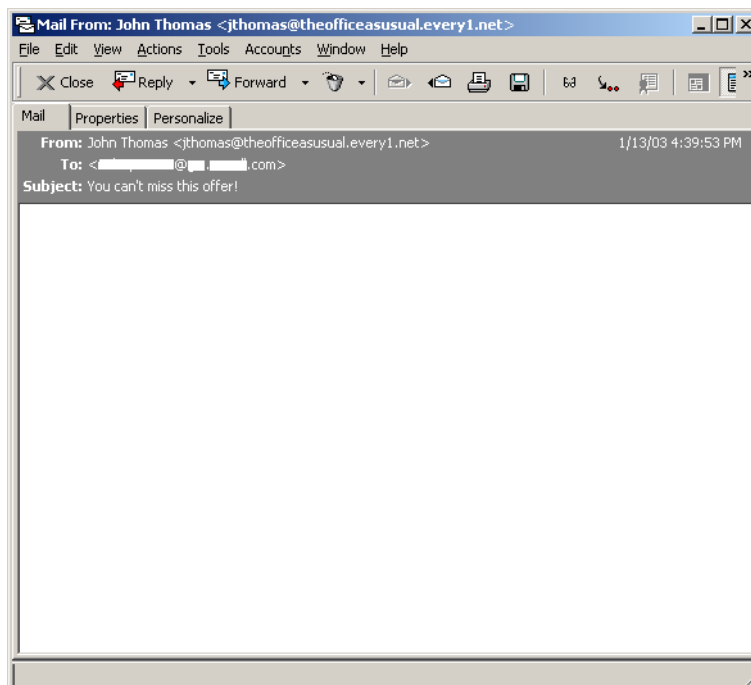 Mail From: John Thomas <jthomas@theofficeasusual.every1.net>
File Edit View Actions Tools Accounts Window Help
Close Reply Forward
Mail Properties Personalize
From: John Thomas <jthomas@theofficeasusual.every1.net> 1/13/03 4:39:53 PM
To: < @ . .com>
Subject: You can't miss this offer!